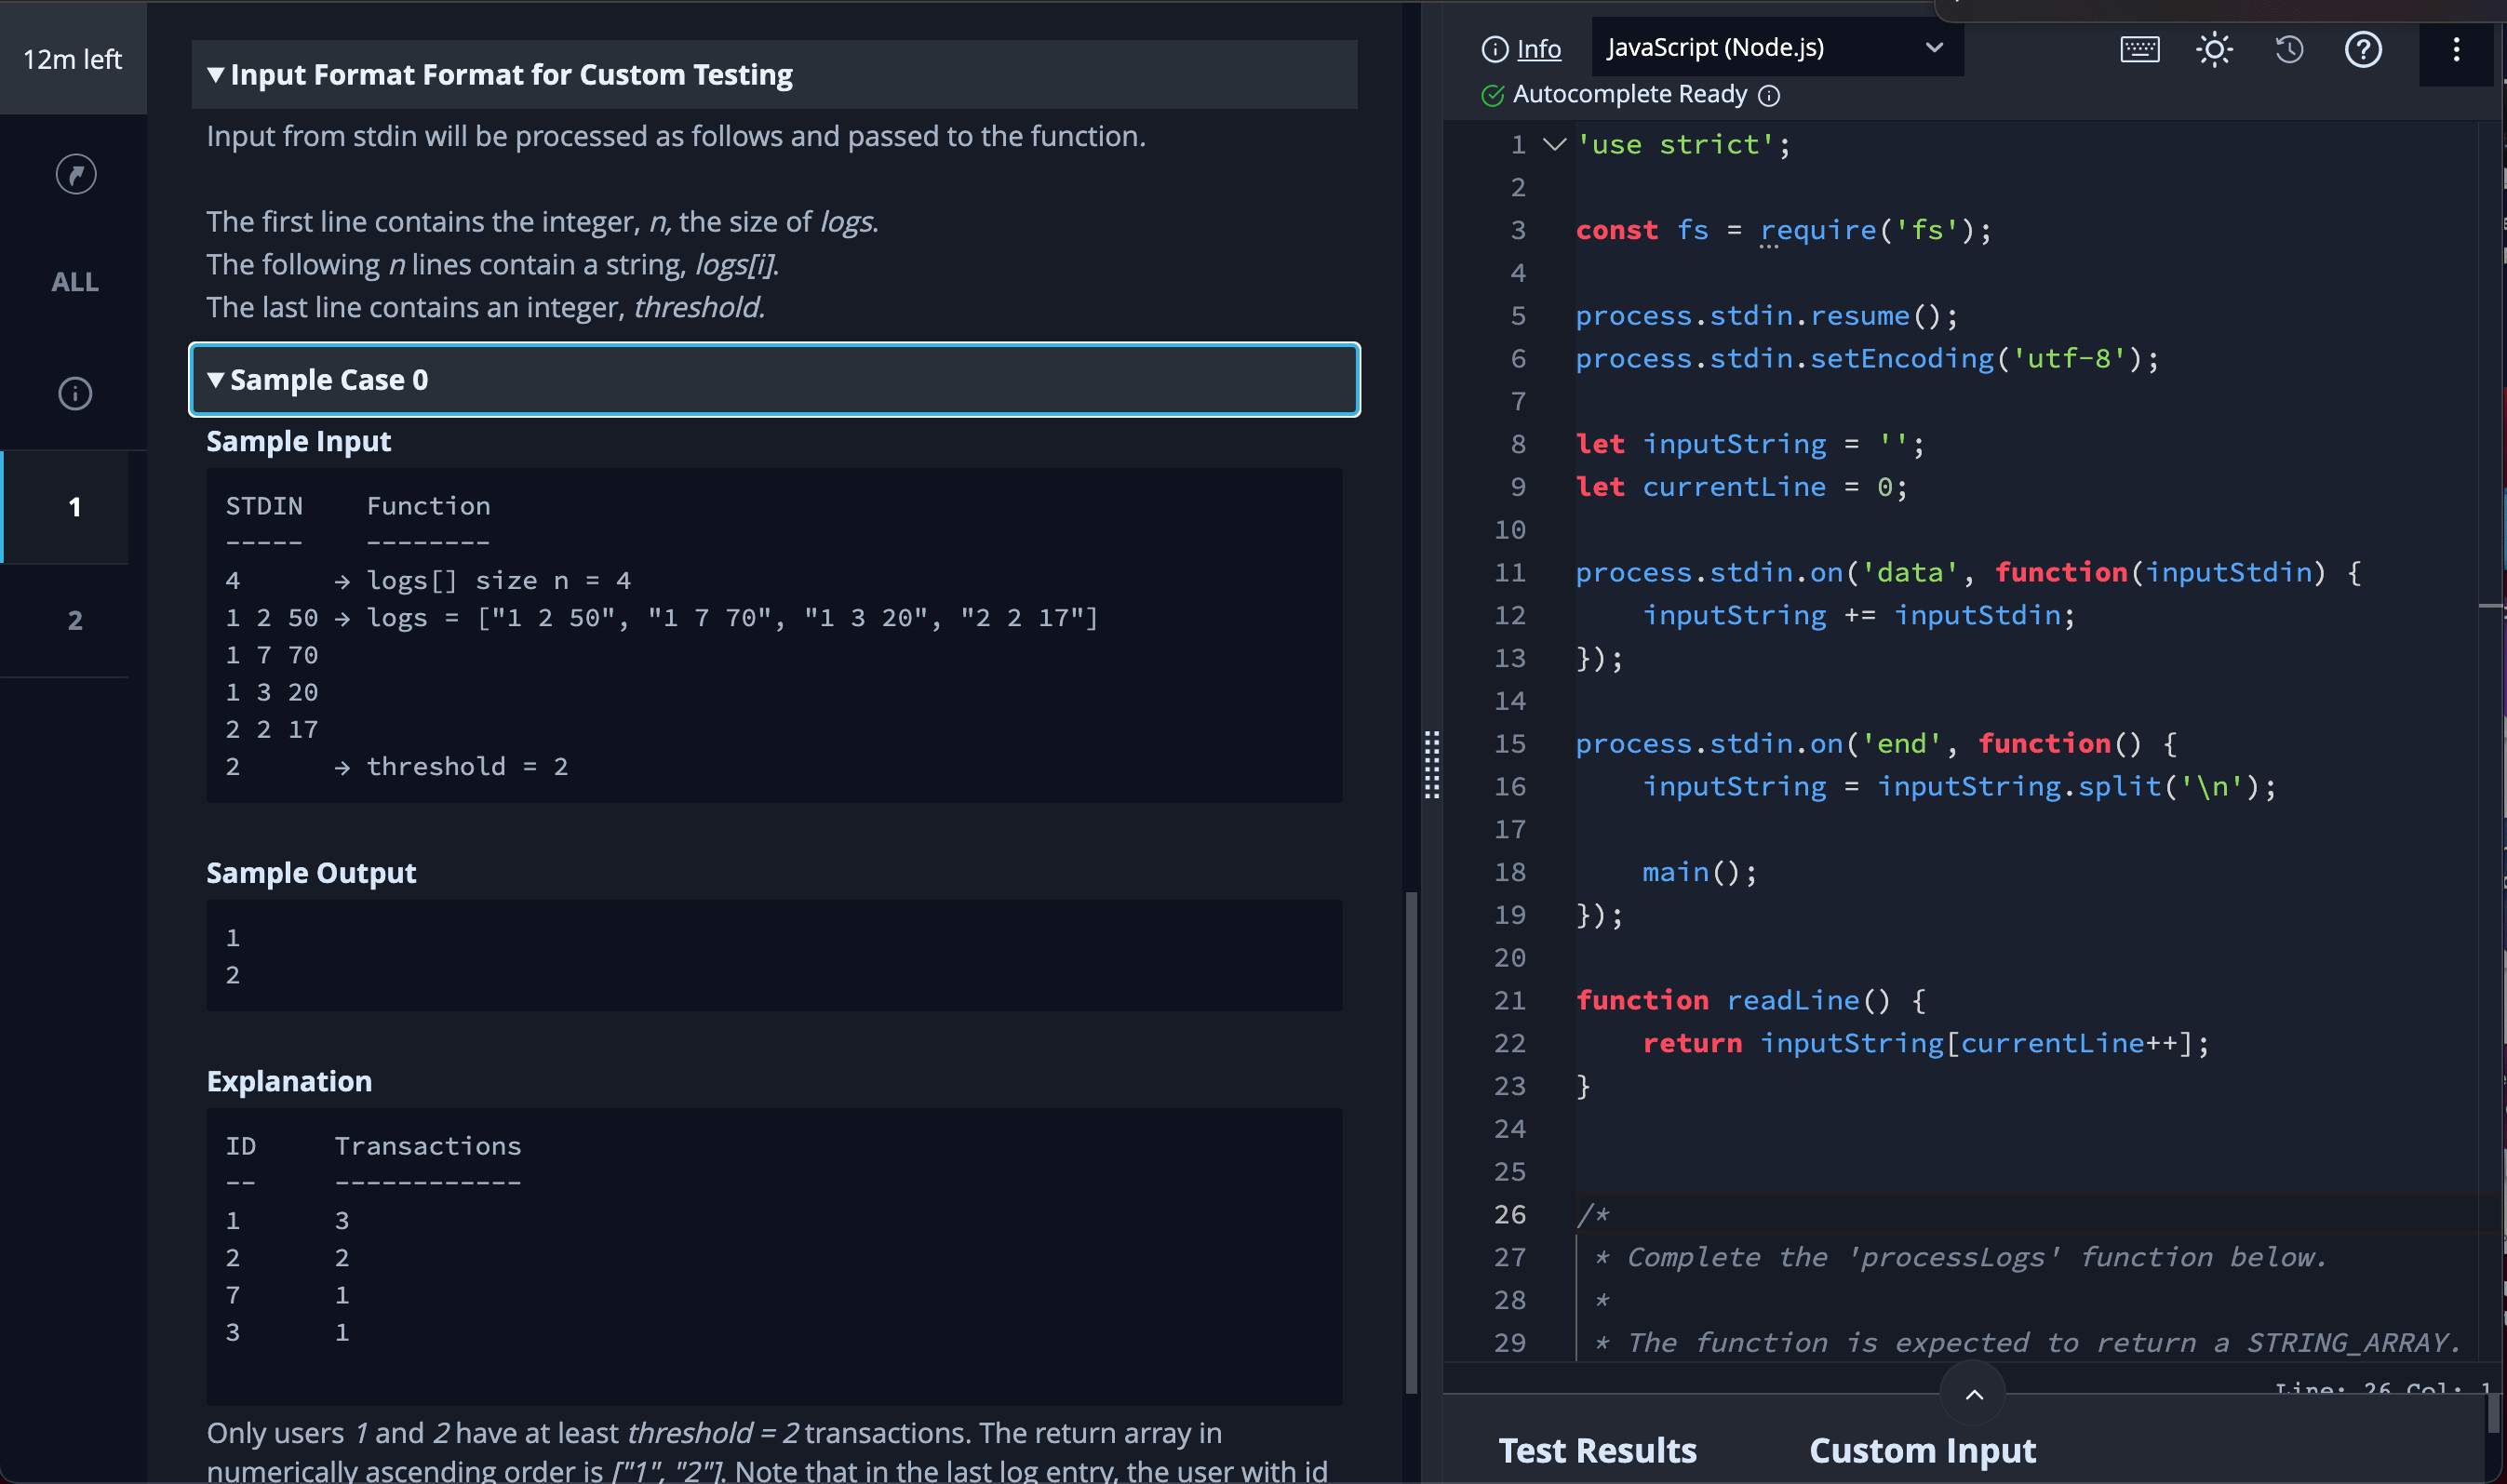 12m left
ALL
1
2
▼ Input Format Format for Custom Testing
Input from stdin will be processed as follows and passed to the function.
The first line contains the integer, n, the size of logs.
The following n lines contain a string, logs[i].
The last line contains an integer, threshold.
▼ Sample Case 0
Sample Input
STDIN    Function
-----    --------
4      → logs[] size n = 4
1 2 50 → logs = ["1 2 50", "1 7 70", "1 3 20", "2 2 17"]
1 7 70
1 3 20
2 2 17
2      → threshold = 2
Sample Output
1
2
Explanation
ID     Transactions
--     ------------
1      3
2      2
7      1
3      1
Only users 1 and 2 have at least threshold = 2 transactions. The return array in
numerically ascending order is ["1", "2"]. Note that in the last log entry, the user with id
Info
JavaScript (Node.js)
Autocomplete Ready
1 'use strict';
2
3 const fs = require('fs');
4
5 process.stdin.resume();
6 process.stdin.setEncoding('utf-8');
7
8 let inputString = '';
9 let currentLine = 0;
10
11 process.stdin.on('data', function(inputStdin) {
12     inputString += inputStdin;
13 });
14
15 process.stdin.on('end', function() {
16     inputString = inputString.split('\n');
17
18     main();
19 });
20
21 function readLine() {
22     return inputString[currentLine++];
23 }
24
25
26 /*
27  * Complete the 'processLogs' function below.
28  *
29  * The function is expected to return a STRING_ARRAY.
Line: 26 Col: 1
Test Results
Custom Input